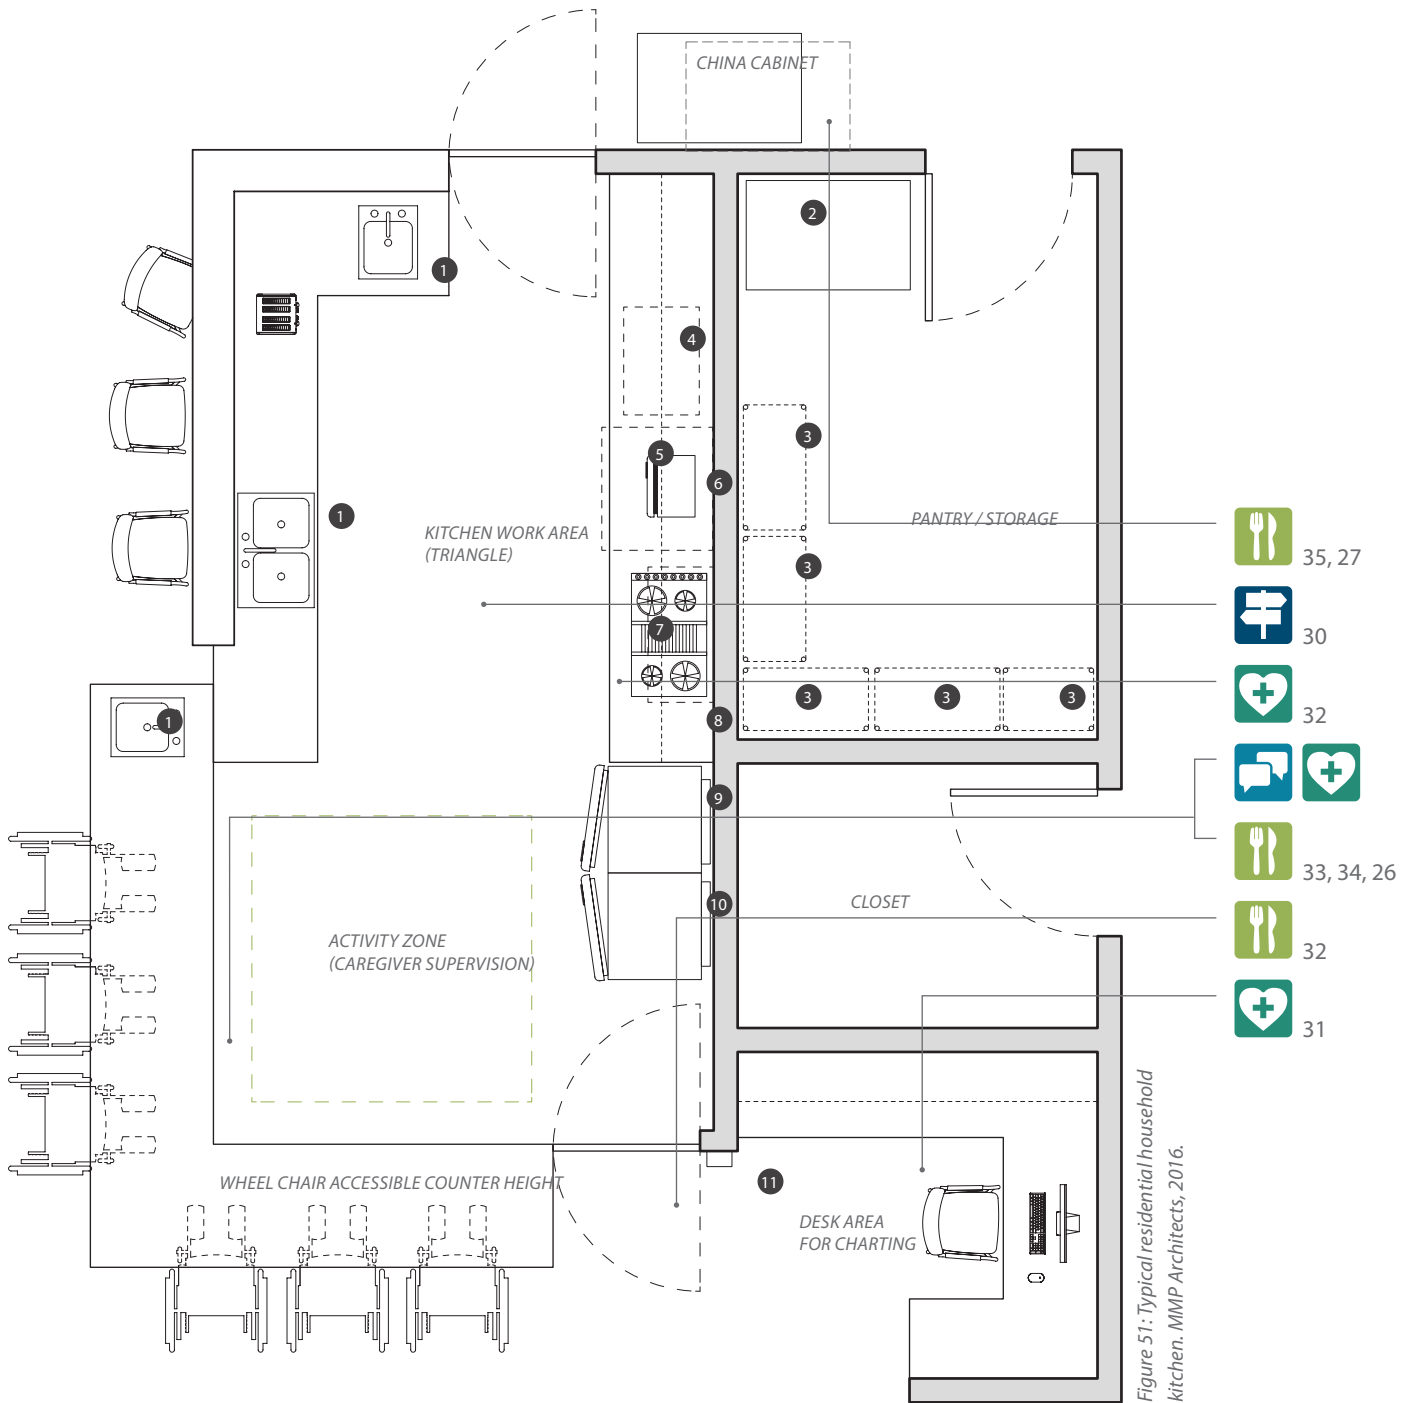 CHINA CABINET
2
1
4
3
5
6
1
KITCHEN WORK AREA
(TRIANGLE)
PANTRY / STORAGE
35, 27
3
30
7
3
3
3
32
1
8
9
33, 34, 26
10
CLOSET
ACTIVITY ZONE
(CAREGIVER SUPERVISION)
32
31
WHEEL CHAIR ACCESSIBLE COUNTER HEIGHT
11
DESK AREA
FOR CHARTING
Figure 51: Typical residential household
kitchen. MMP Architects, 2016.